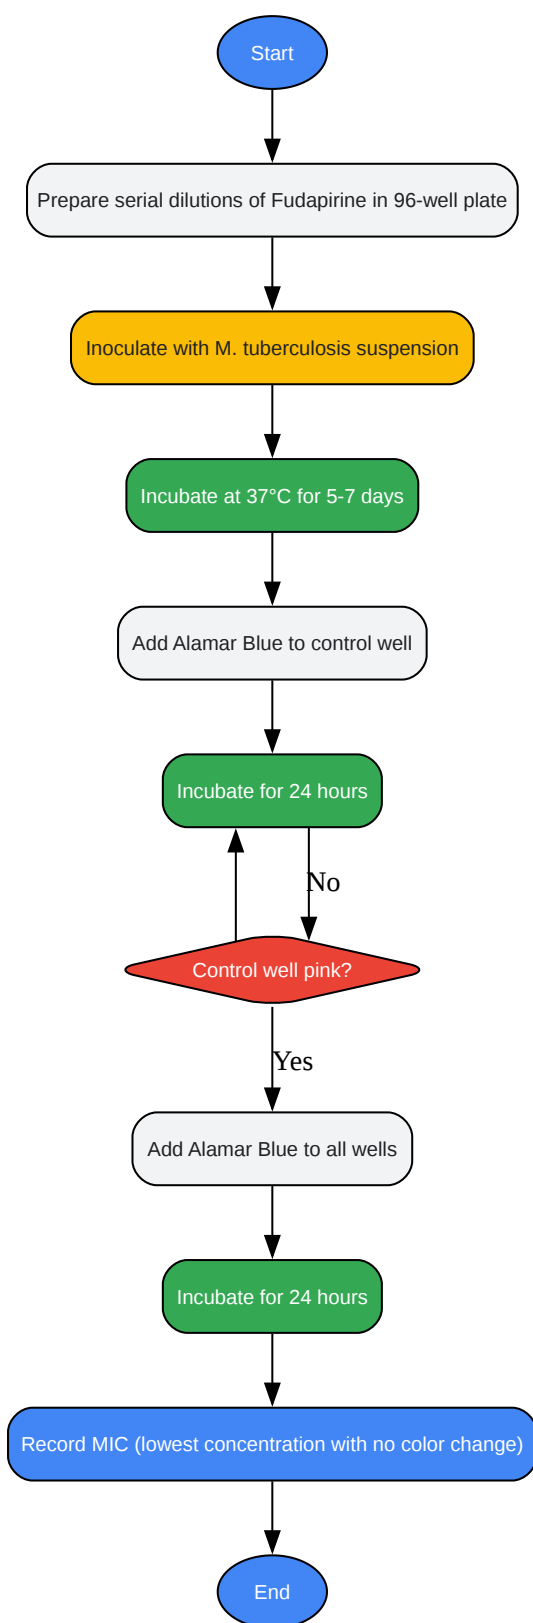 Start
Prepare serial dilutions of Fudapirine in 96-well plate
Inoculate with M. tuberculosis suspension
Incubate at 37°C for 5-7 days
Add Alamar Blue to control well
Incubate for 24 hours
No
Control well pink?
Yes
Add Alamar Blue to all wells
Incubate for 24 hours
Record MIC (lowest concentration with no color change)
End